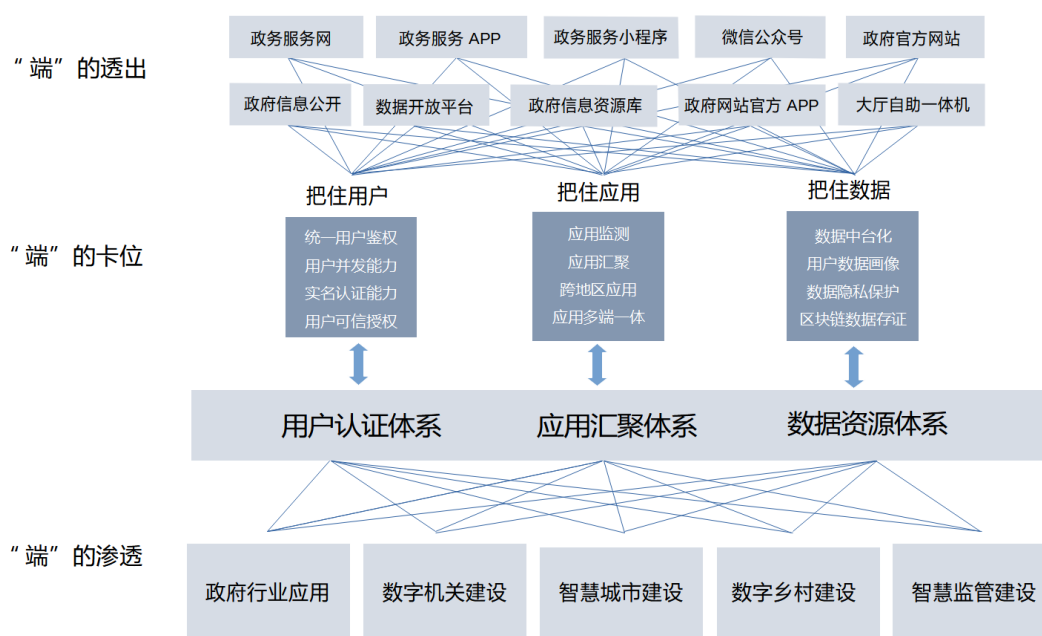 政务服务网
政务服务 APP
政务服务小程序
微信公众号
政府官方网站
“端”的透出
政府信息公开
数据开放平台
政府信息资源库
政府网站官方 APP
大厅自助一体机
把住用户
把住应用
把住数据
“端”的卡位
统一用户鉴权
用户并发能力
实名认证能力
用户可信授权
应用监测
应用汇聚
跨地区应用
应用多端一体
数据中台化
用户数据画像
数据隐私保护
区块链数据存证
用户认证体系
应用汇聚体系
数据资源体系
“端”的渗透
政府行业应用
数字机关建设
智慧城市建设
数字乡村建设
智慧监管建设